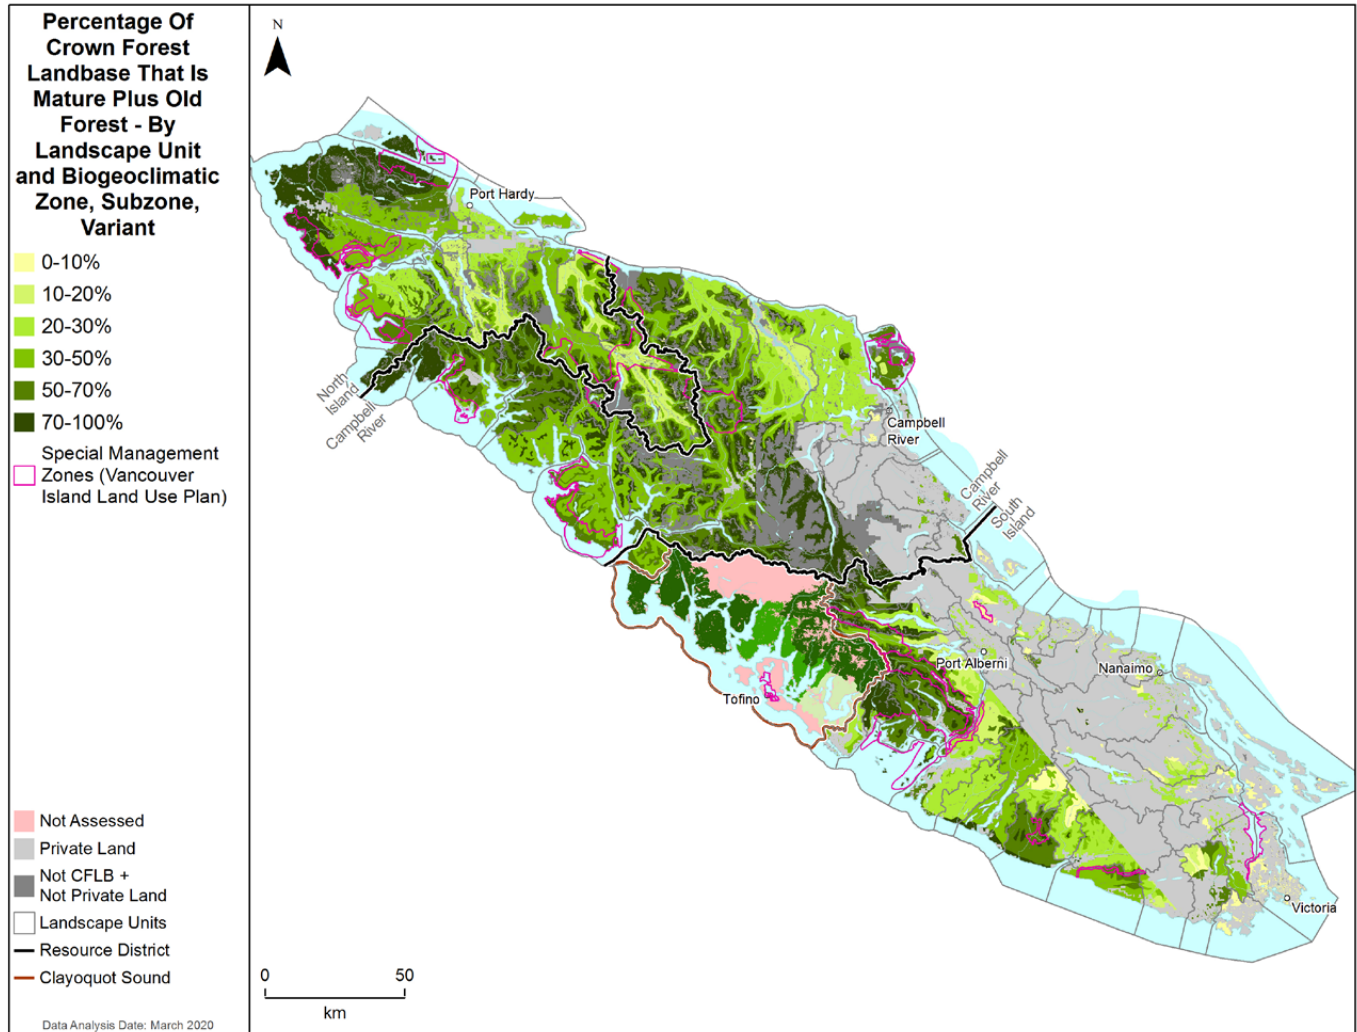 Percentage Of
Crown Forest
Landbase That Is
Mature Plus Old
Forest - By
Landscape Unit
and Biogeoclimatic
Zone, Subzone,
Variant
0-10%
10-20%
20-30%
30-50%
50-70%
70-100%
Special Management
Zones (Vancouver
Island Land Use Plan)
Not Assessed
Private Land
Not CFLB +
Not Private Land
Landscape Units
Resource District
Clayoquot Sound
Data Analysis Date: March 2020
N
Port Hardy
North
Island
Campbell
River
Campbell
River
Campbell
River
South
Island
Port Alberni
Nanaimo
Tofino
Victoria
0 50
km